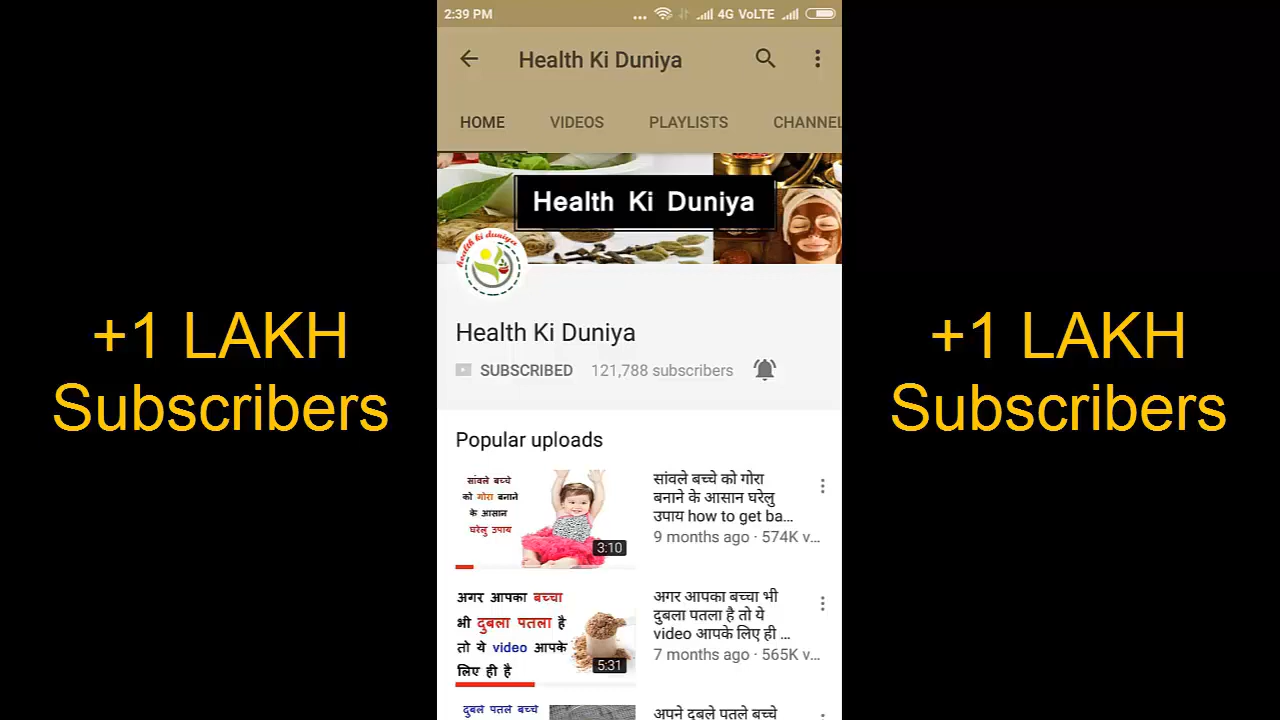 2:39 PM
4G VoLTE
Health Ki Duniya
HOME
VIDEOS
PLAYLISTS
CHANNEL
Health Ki Duniya
health ki duniya
Health Ki Duniya
SUBSCRIBED
121,788 subscribers
+1 LAKH
Subscribers
+1 LAKH
Subscribers
Popular uploads
सांवले बच्चे
को गोरा बनाने
के आसान
घरेलु उपाय
3:10
सांवले बच्चे को गोरा
बनाने के आसान घरेलु
उपाय how to get ba...
9 months ago · 574K v...
अगर आपका बच्चा
भी दुबला पतला है
तो ये video आपके
लिए ही है
5:31
अगर आपका बच्चा भी
दुबला पतला है तो ये
video आपके लिए ही ...
7 months ago · 565K v...
दुबले पतले बच्चे
अपने दुबले पतले बच्चे